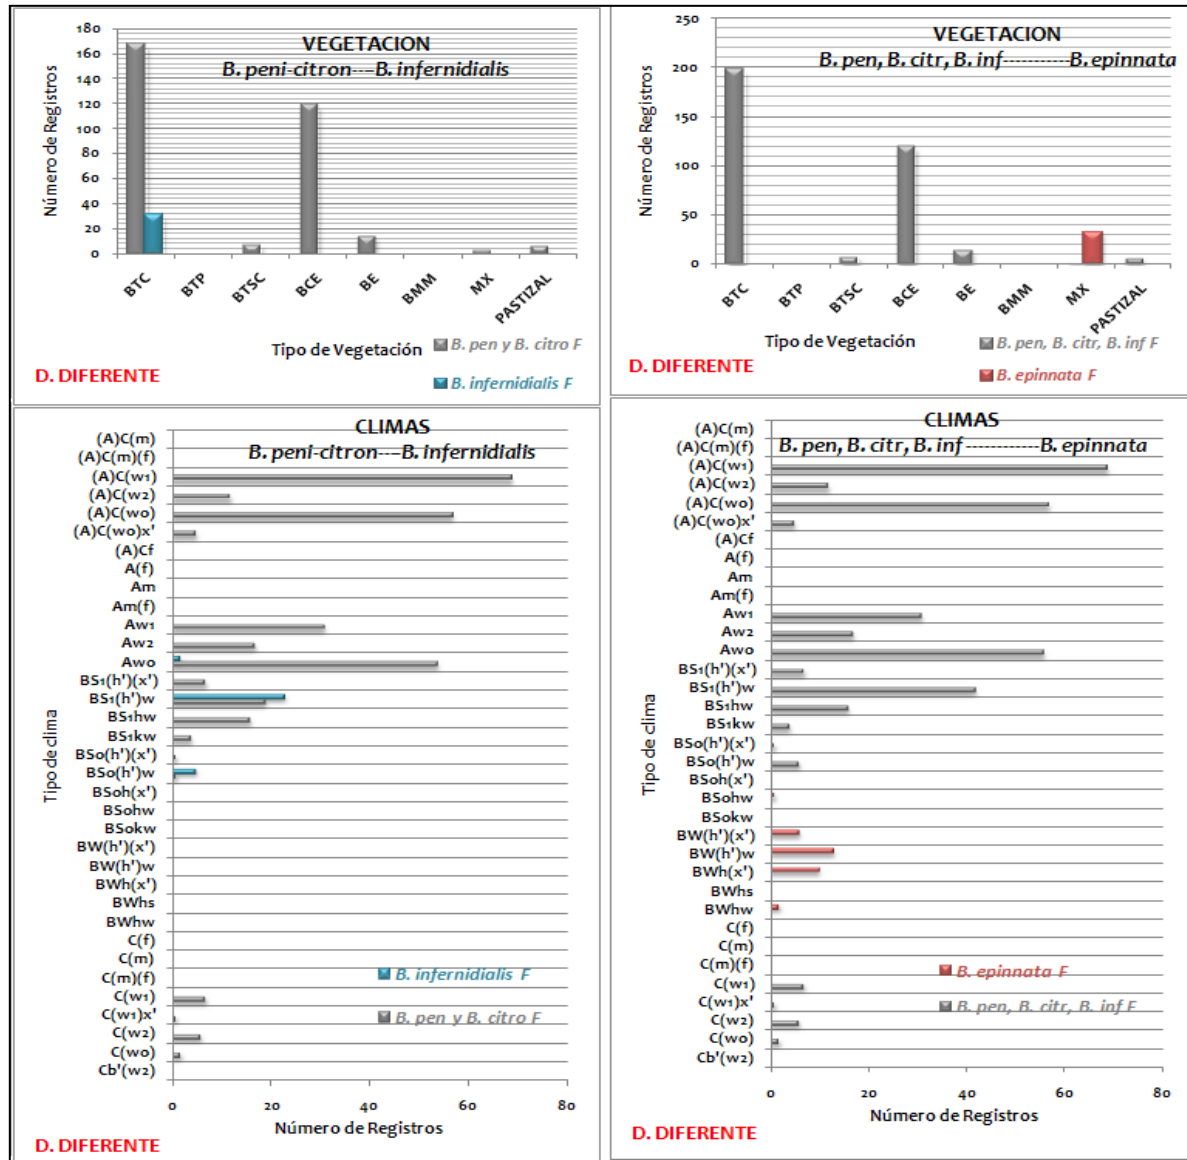 VEGETACION
B. peni-citron----B. infernidialis
Número de Registros
180
160
140
120
100
80
60
40
20
0
BTC
BTP
BTSC
BCE
BE
BMM
MX
PASTIZAL
Tipo de Vegetación
B. pen y B. citro F
B. infernidialis F
D. DIFERENTE
VEGETACION
B. pen, B. citr, B. inf-----------B. epinnata
Número de Registros
250
200
150
100
50
0
BTC
BTP
BTSC
BCE
BE
BMM
MX
PASTIZAL
Tipo de Vegetación
B. pen, B. citr, B. inf F
B. epinnata F
D. DIFERENTE
CLIMAS
B. peni-citron----B. infernidialis
Tipo de clima
(A)C(m)
(A)C(m)(f)
(A)C(w1)
(A)C(w2)
(A)C(wo)
(A)C(wo)x'
(A)Cf
A(f)
Am
Am(f)
Aw1
Aw2
Awo
BS1(h')(x')
BS1(h')w
BS1hw
BS1kw
BSo(h')(x')
BSo(h')w
BSoh(x')
BSohw
BSokw
BW(h')(x')
BW(h')w
BWh(x')
BWhs
BWhw
C(f)
C(m)
C(m)(f)
C(w1)
C(w1)x'
C(w2)
C(wo)
Cb'(w2)
B. infernidialis F
B. pen y B. citro F
0 20 40 60 80
Número de Registros
D. DIFERENTE
CLIMAS
B. pen, B. citr, B. inf ------------B. epinnata
Tipo de clima
(A)C(m)
(A)C(m)(f)
(A)C(w1)
(A)C(w2)
(A)C(wo)
(A)C(wo)x'
(A)Cf
A(f)
Am
Am(f)
Aw1
Aw2
Awo
BS1(h')(x')
BS1(h')w
BS1hw
BS1kw
BSo(h')(x')
BSo(h')w
BSoh(x')
BSohw
BSokw
BW(h')(x')
BW(h')w
BWh(x')
BWhs
BWhw
C(f)
C(m)
C(m)(f)
C(w1)
C(w1)x'
C(w2)
C(wo)
Cb'(w2)
B. epinnata F
B. pen, B. citr, B. inf F
0 20 40 60 80
Número de Registros
D. DIFERENTE